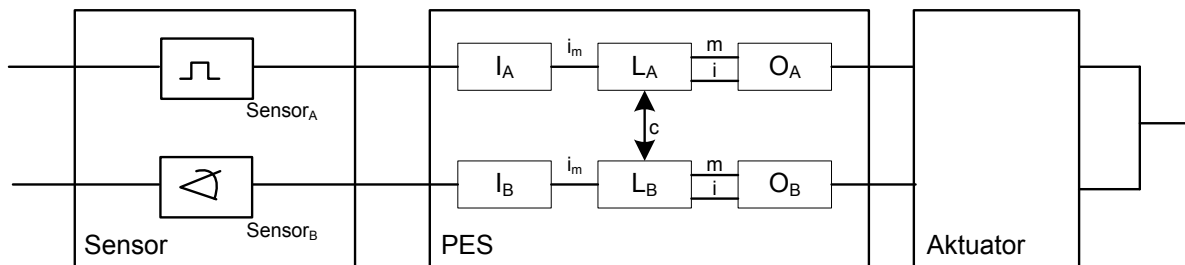 Sensor_A
I_A
i_m
L_A
m
i
O_A
c
Sensor_B
I_B
i_m
L_B
m
i
O_B
Sensor
PES
Aktuator